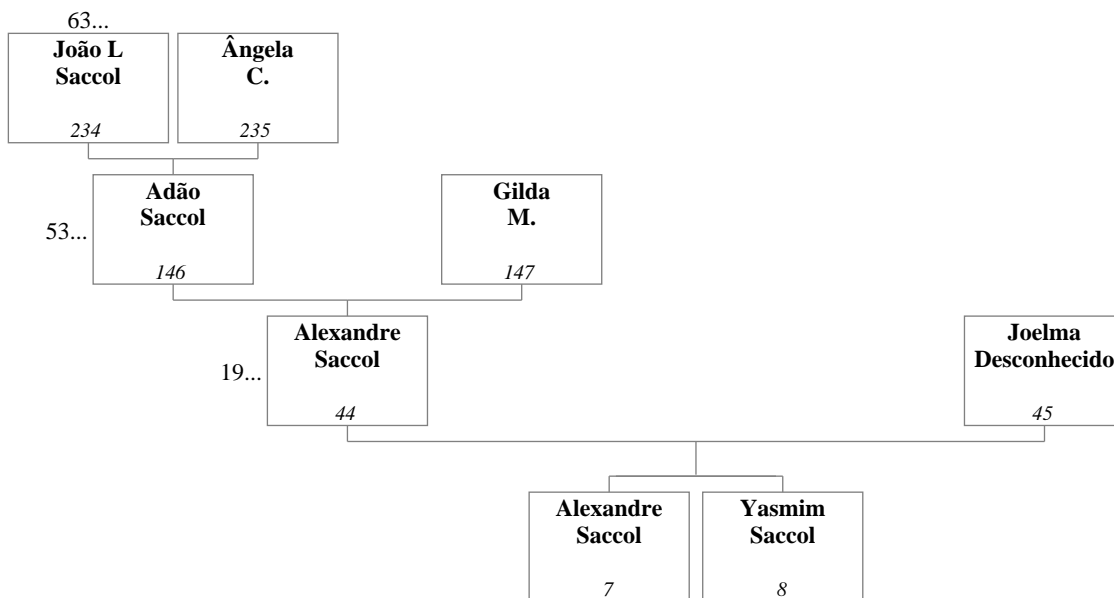 63...
João L
Saccol
234
Ângela
C.
235
53...
Adão
Saccol
146
Gilda
M.
147
19...
Alexandre
Saccol
44
Joelma
Desconhecido
45
Alexandre
Saccol
7
Yasmim
Saccol
8